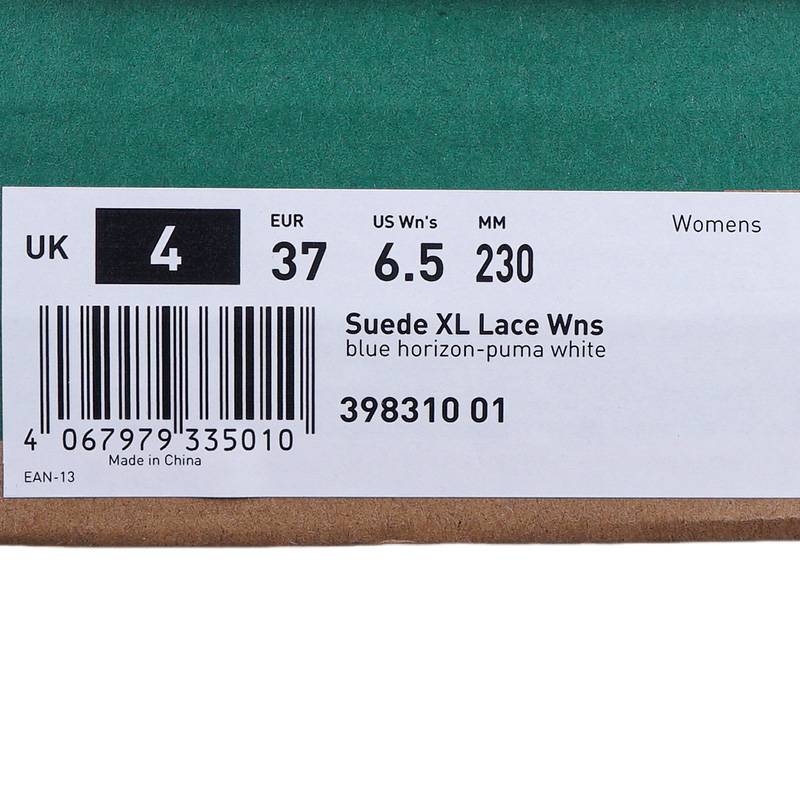 UK 4
EUR 37
US Wn's 6.5
MM 230
Womens
Suede XL Lace Wns
blue horizon-puma white
398310 01
4 067979 335010
Made in China
EAN-13